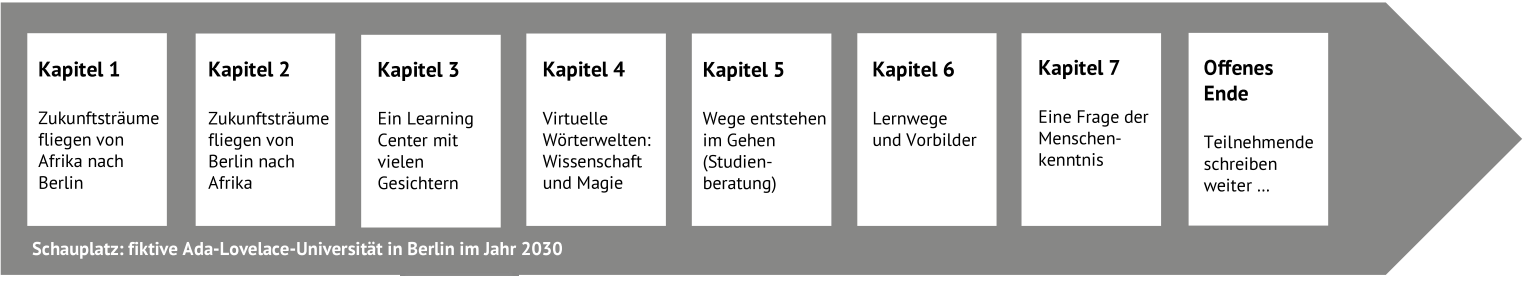 Kapitel 1
Zukunftsträume
fliegen von
Afrika nach
Berlin
Kapitel 2
Zukunftsträume
fliegen von
Berlin nach
Afrika
Kapitel 3
Ein Learning
Center mit
vielen
Gesichtern
Kapitel 4
Virtuelle
Wörterwelten:
Wissenschaft
und Magie
Kapitel 5
Wege entstehen
im Gehen
(Studien-
beratung)
Kapitel 6
Lernwege
und Vorbilder
Kapitel 7
Eine Frage der
Menschen-
kenntnis
Offenes
Ende
Teilnehmende
schreiben
weiter ...
Schauplatz: fiktive Ada-Lovelace-Universität in Berlin im Jahr 2030